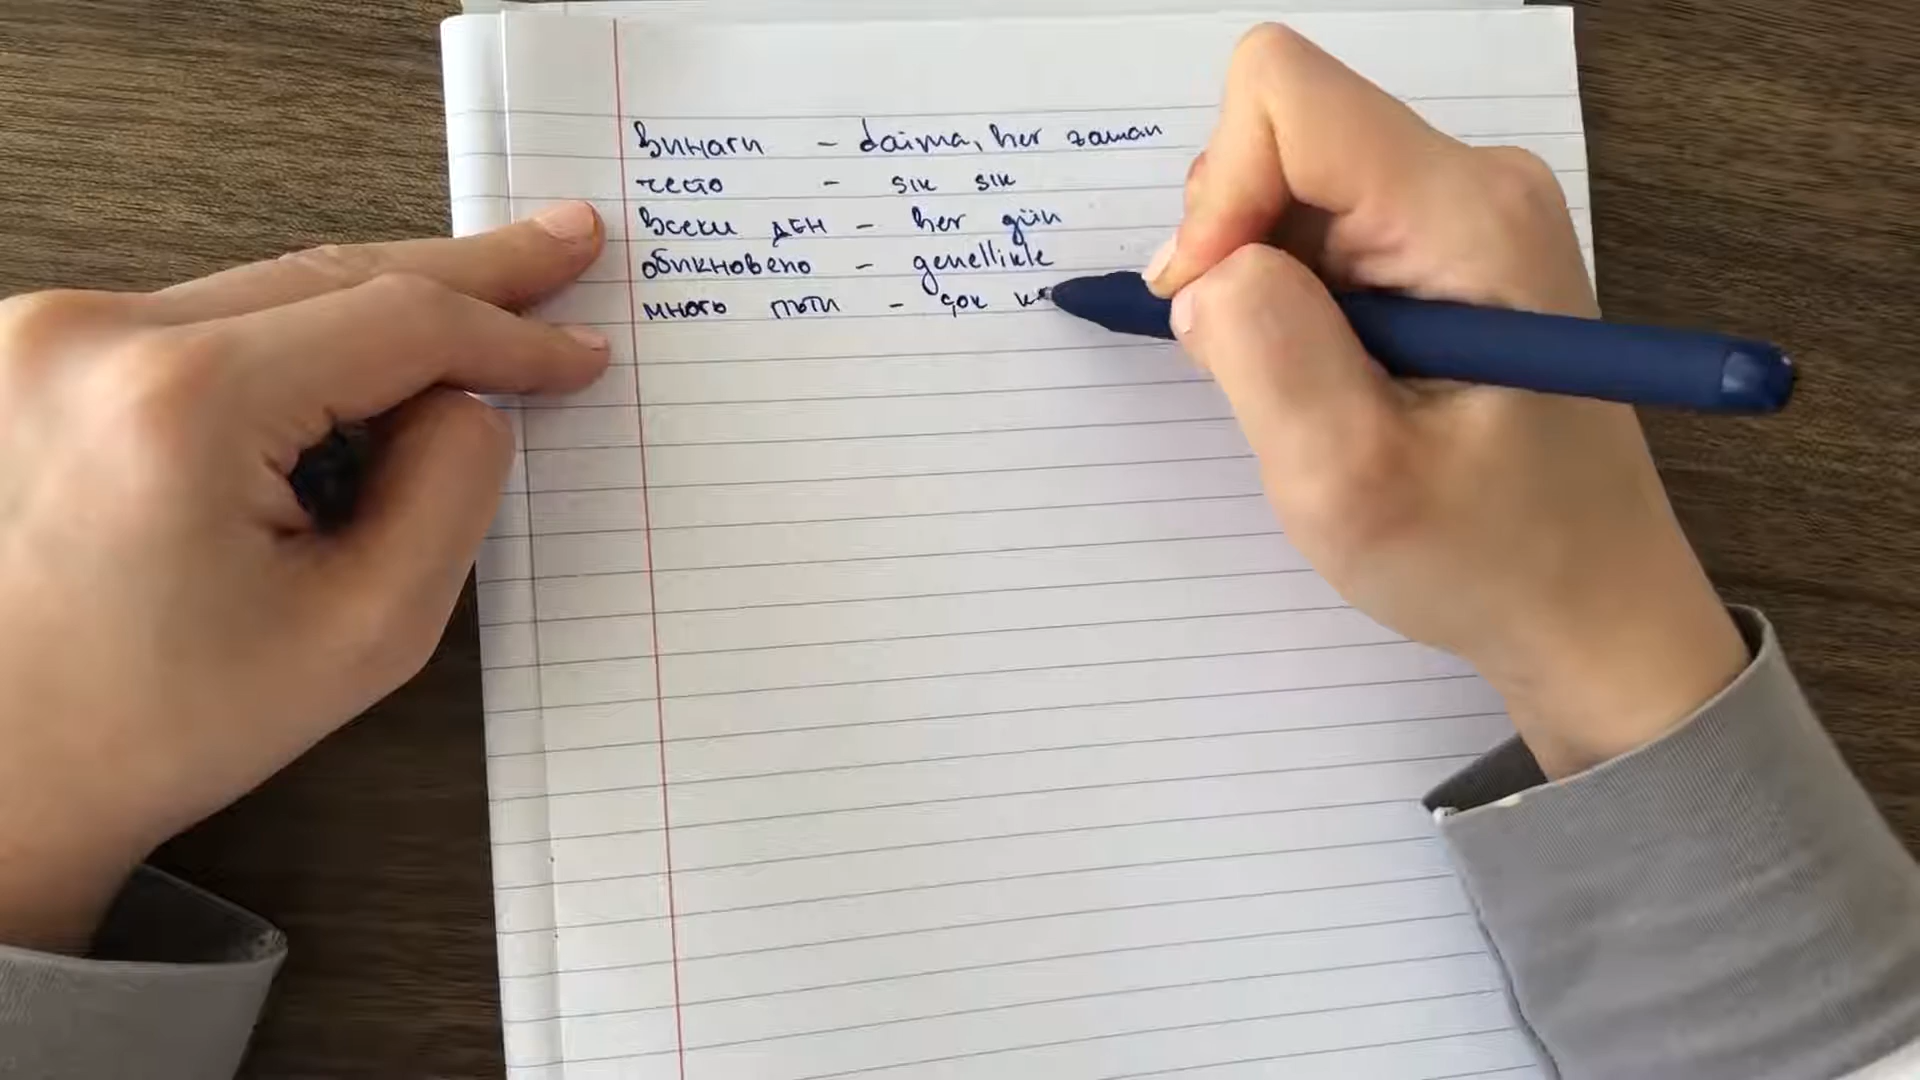 винаги - daima, her zaman
често - sık sık
всеки ден - her gün
обикновено - genellikle
много пъти - çok